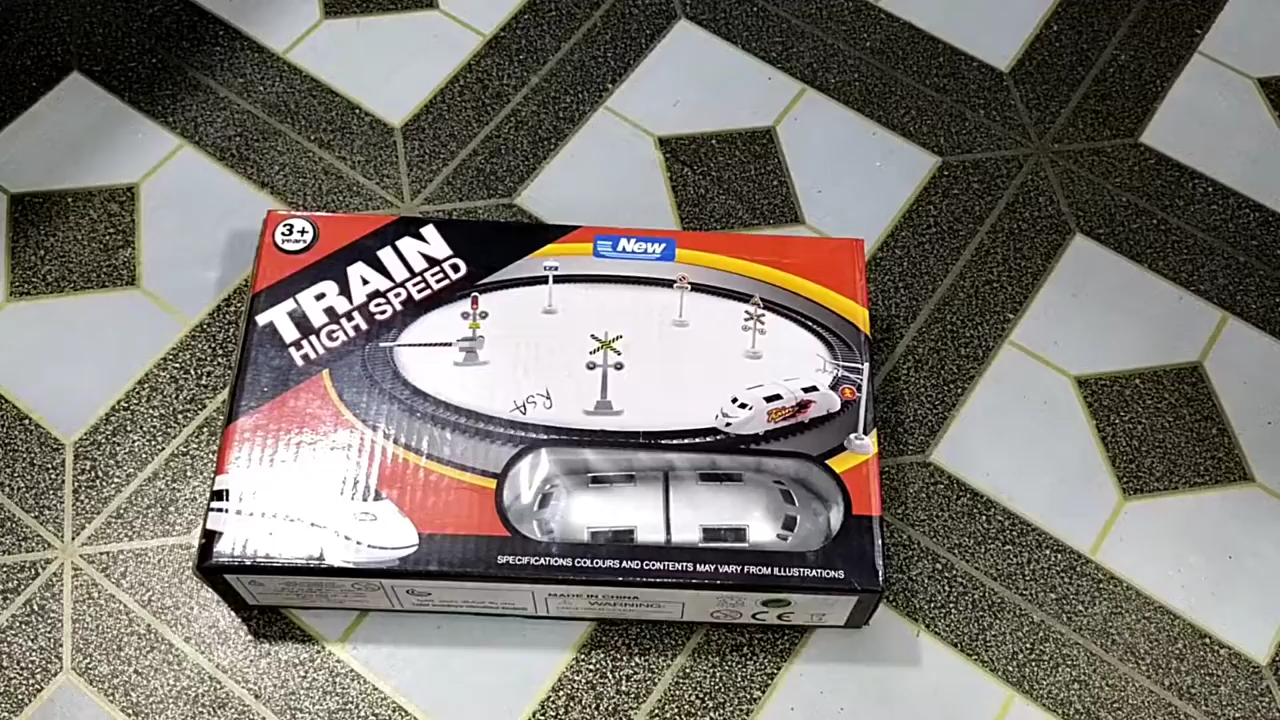 3+
years
TRAIN
HIGH SPEED
New
RSA
SPECIFICATIONS COLOURS AND CONTENTS MAY VARY FROM ILLUSTRATIONS
MADE IN CHINA
WARNING:
CE